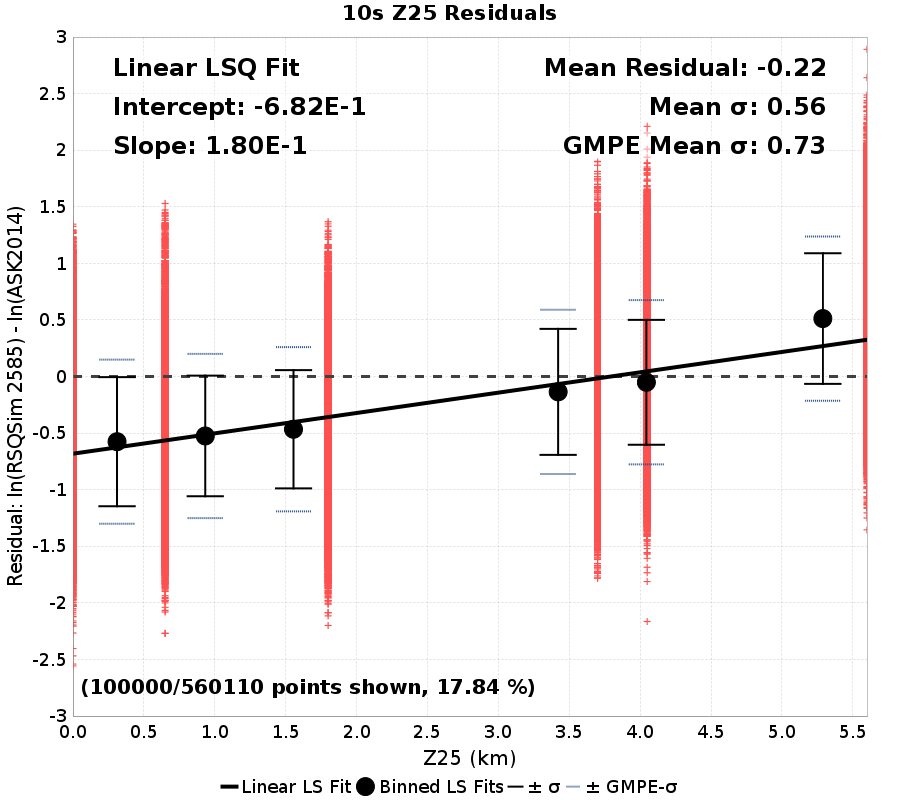 10s Z25 Residuals
Linear LSQ Fit
Intercept: -6.82E-1
Slope: 1.80E-1
Mean Residual: -0.22
Mean σ: 0.56
GMPE Mean σ: 0.73
Residual: ln(RSQSim 2585) - ln(ASK2014)
3
2.5
2
1.5
1
0.5
0
-0.5
-1
-1.5
-2
-2.5
-3
(100000/560110 points shown, 17.84 %)
0.0 0.5 1.0 1.5 2.0 2.5 3.0 3.5 4.0 4.5 5.0 5.5
Z25 (km)
Linear LS Fit Binned LS Fits ± σ ± GMPE-σ